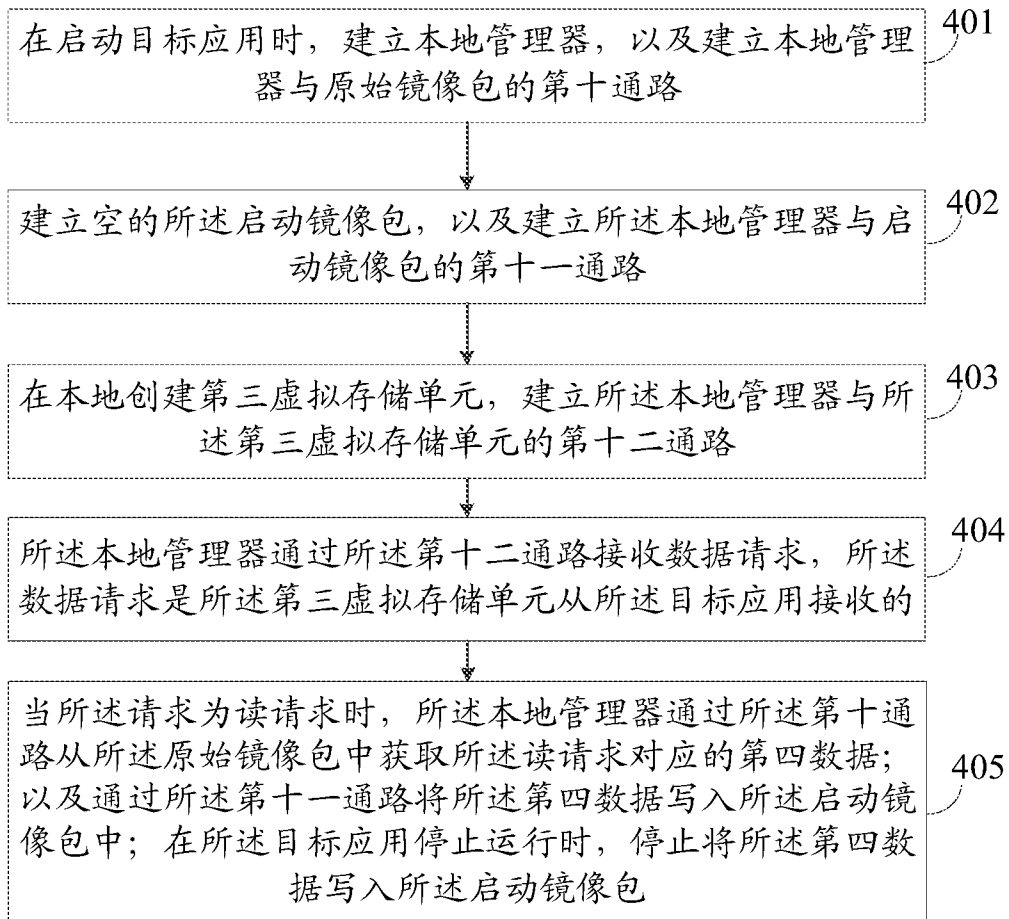 在启动目标应用时，建立本地管理器，以及建立本地管理
器与原始镜像包的第十通路
401
建立空的所述启动镜像包，以及建立所述本地管理器与启
动镜像包的第十一通路
402
在本地创建第三虚拟存储单元，建立所述本地管理器与所
述第三虚拟存储单元的第十二通路
403
所述本地管理器通过所述第十二通路接收数据请求，所述
数据请求是所述第三虚拟存储单元从所述目标应用接收的
404
当所述请求为读请求时，所述本地管理器通过所述第十通
路从所述原始镜像包中获取所述读请求对应的第四数据；
以及通过所述第十一通路将所述第四数据写入所述启动镜
像包中；在所述目标应用停止运行时，停止将所述第四数
据写入所述启动镜像包
405